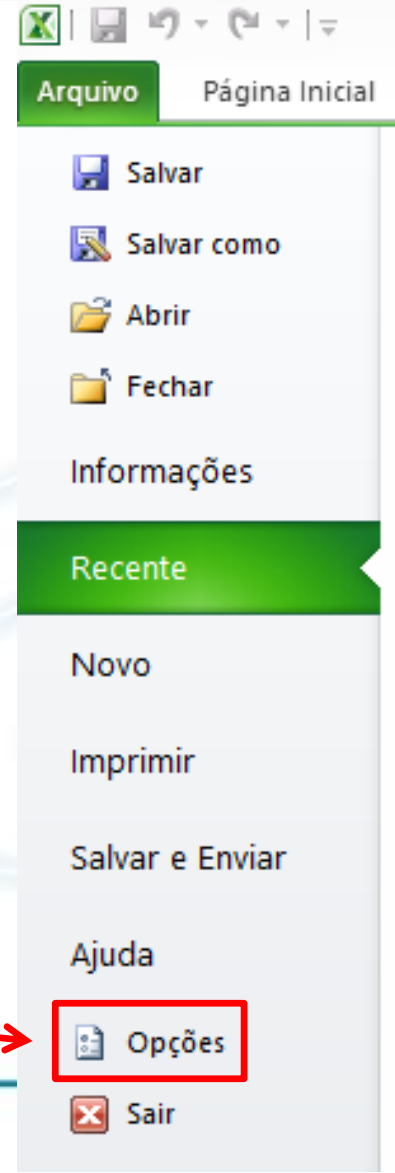 Arquivo Página Inicial
Salvar
Salvar como
Abrir
Fechar
Informações
Recente
Novo
Imprimir
Salvar e Enviar
Ajuda
Opções
Sair